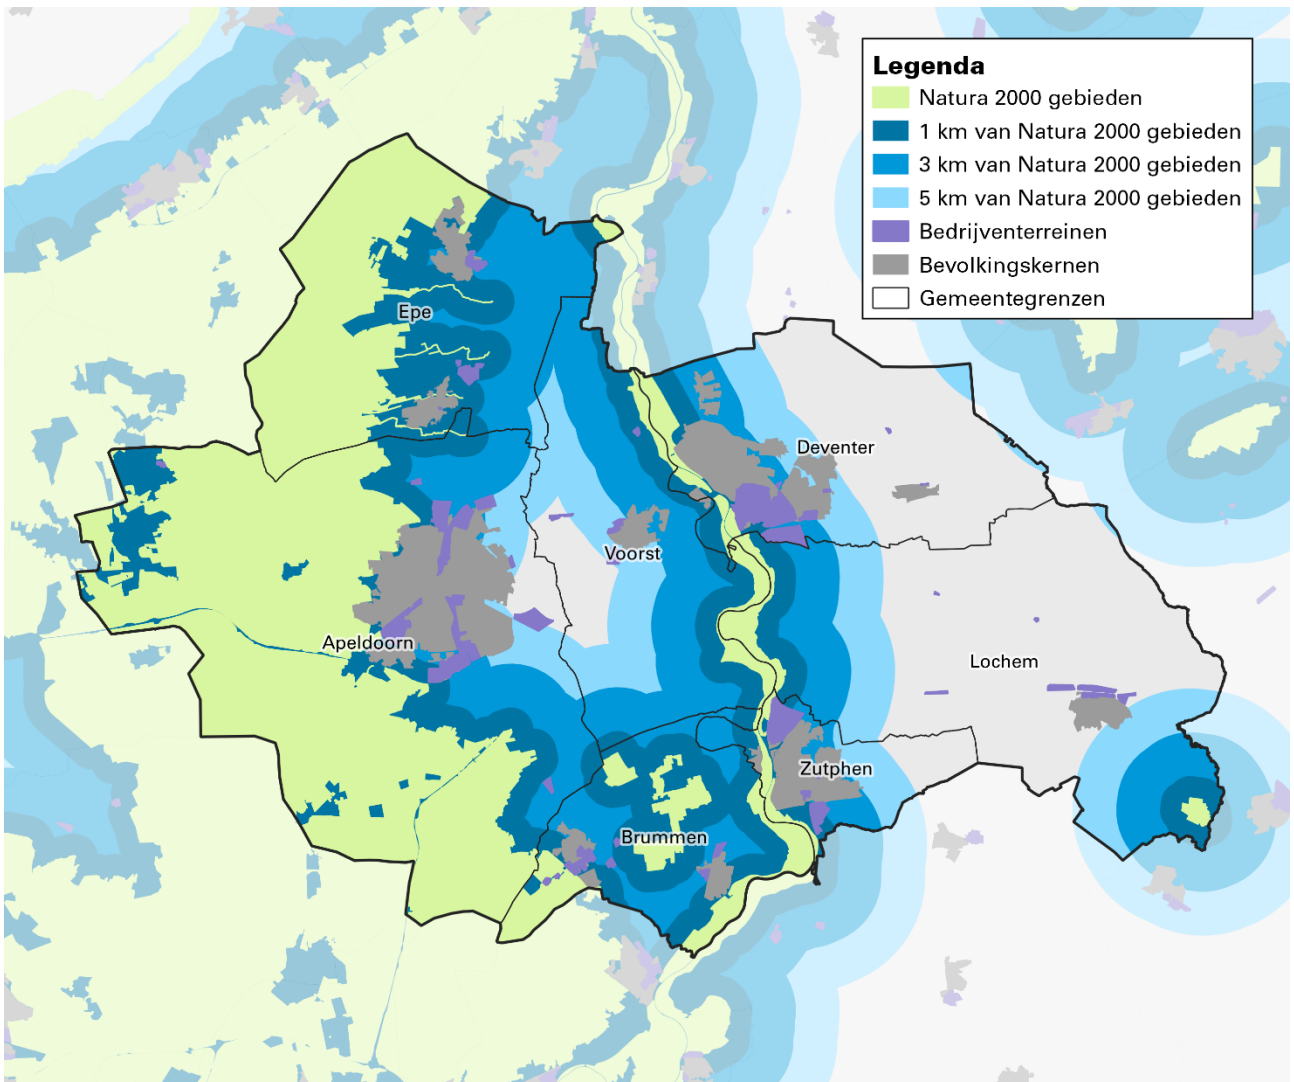 Legenda
Natura 2000 gebieden
1 km van Natura 2000 gebieden
3 km van Natura 2000 gebieden
5 km van Natura 2000 gebieden
Bedrijventerreinen
Bevolkingskernen
Gemeentegrenzen
Epe
Deventer
Voorst
Apeldoorn
Lochem
Zutphen
Brummen